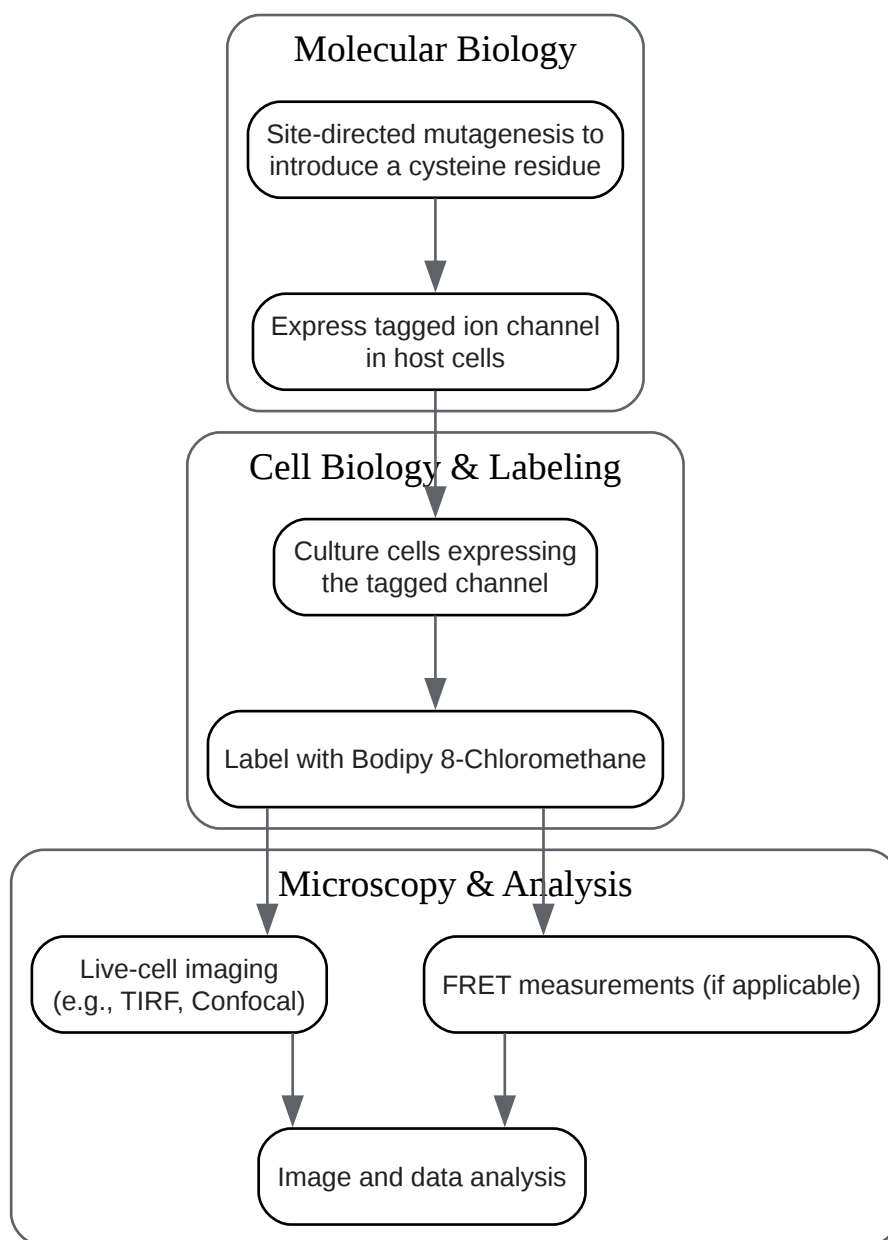 Molecular Biology
Site-directed mutagenesis to
introduce a cysteine residue
Express tagged ion channel
in host cells
Cell Biology & Labeling
Culture cells expressing
the tagged channel
Label with Bodipy 8-Chloromethane
Microscopy & Analysis
Live-cell imaging
(e.g., TIRF, Confocal)
FRET measurements (if applicable)
Image and data analysis